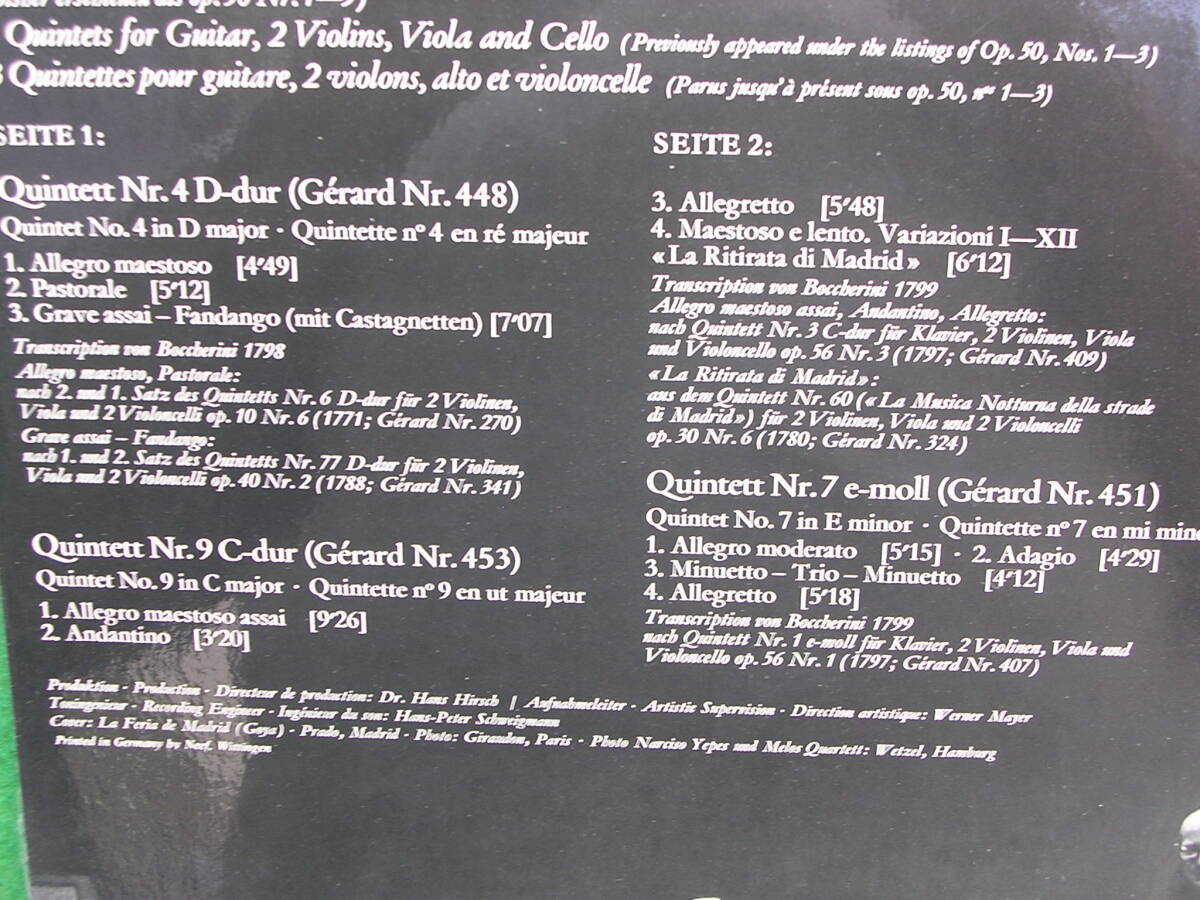 Quintets for Guitar, 2 Violins, Viola and Cello (Previously appeared under the listings of Op. 50, Nos. 1—3)
3 Quintettes pour guitare, 2 violons, alto et violoncelle (Parus jusqu'à présent sous op. 50, nos 1—3)
SEITE 1:
Quintett Nr. 4 D-dur (Gérard Nr. 448)
Quintet No. 4 in D major · Quintette nº 4 en ré majeur
1. Allegro maestoso [4'49]
2. Pastorale [5'12]
3. Grave assai – Fandango (mit Castagnetten) [7'07]
Transcription von Boccherini 1798
Allegro maestoso, Pastorale:
nach 2. und 1. Satz des Quintetts Nr. 6 D-dur für 2 Violinen,
Viola und 2 Violoncelli op. 10 Nr. 6 (1771; Gérard Nr. 270)
Grave assai – Fandango:
nach 1. und 2. Satz des Quintetts Nr. 77 D-dur für 2 Violinen,
Viola und 2 Violoncelli op. 40 Nr. 2 (1788; Gérard Nr. 341)
Quintett Nr. 9 C-dur (Gérard Nr. 453)
Quintet No. 9 in C major · Quintette nº 9 en ut majeur
1. Allegro maestoso assai [9'26]
2. Andantino [3'20]
SEITE 2:
3. Allegretto [5'48]
4. Maestoso e lento. Variazioni I—XII
«La Ritirata di Madrid» [6'12]
Transcription von Boccherini 1799
Allegro maestoso assai, Andantino, Allegretto:
nach Quintett Nr. 3 C-dur für Klavier, 2 Violinen, Viola
und Violoncello op. 56 Nr. 3 (1797; Gérard Nr. 409)
«La Ritirata di Madrid»:
aus dem Quintett Nr. 60 («La Musica Notturna della strade
di Madrid») für 2 Violinen, Viola und 2 Violoncelli
op. 30 Nr. 6 (1780; Gérard Nr. 324)
Quintett Nr. 7 e-moll (Gérard Nr. 451)
Quintet No. 7 in E minor · Quintette nº 7 en mi
1. Allegro moderato [5'15] · 2. Adagio [4'29]
3. Minuetto – Trio – Minuetto [4'12]
4. Allegretto [5'18]
Transcription von Boccherini 1799
nach Quintett Nr. 1 e-moll für Klavier, 2 Violinen, Viola und
Violoncello op. 56 Nr. 1 (1797; Gérard Nr. 407)
Produktion · Production · Directeur de production: Dr. Hans Hirsch | Aufnahmeleiter · Artistic Supervision · Direction artistique: Werner Mayer
Toningenieur · Recording Engineer · Ingénieur du son: Hans-Peter Schweigmann
Cover: La Feria de Madrid (Goya) · Prado, Madrid · Photo: Giraudon, Paris · Photo Narciso Yepes und Melos Quartett: Wetzel, Hamburg
Printed in Germany by Neef, Wittingen